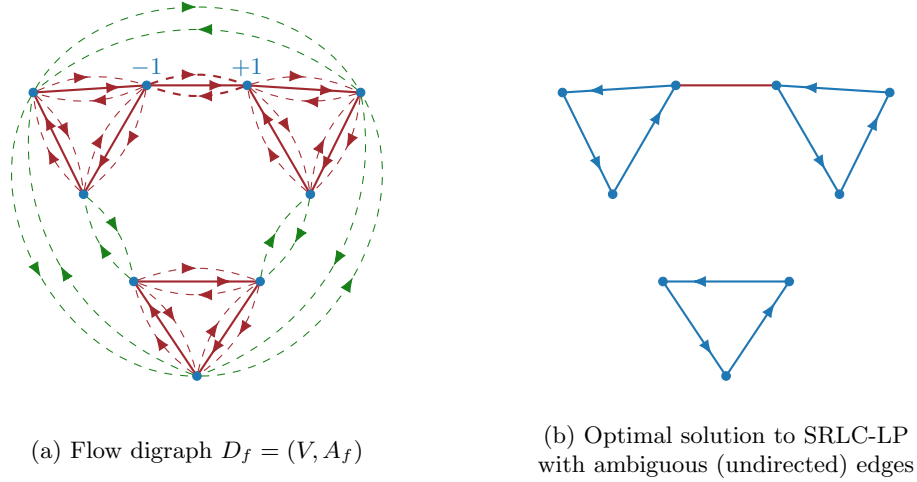 −1 +1
(a) Flow digraph $D_f = (V, A_f)$
(b) Optimal solution to SRLC-LP
with ambiguous (undirected) edges